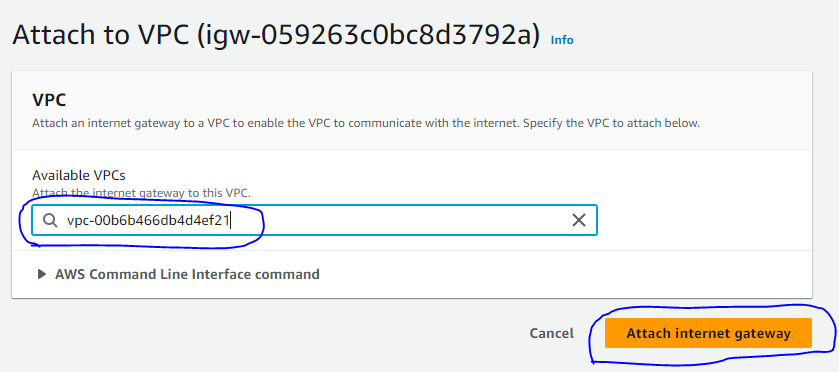 Attach to VPC (igw-059263c0bc8d3792a) Info
VPC
Attach an internet gateway to a VPC to enable the VPC to communicate with the internet. Specify the VPC to attach below.
Available VPCs
Attach the internet gateway to this VPC.
vpc-00b6b466db4d4ef21
AWS Command Line Interface command
Cancel
Attach internet gateway